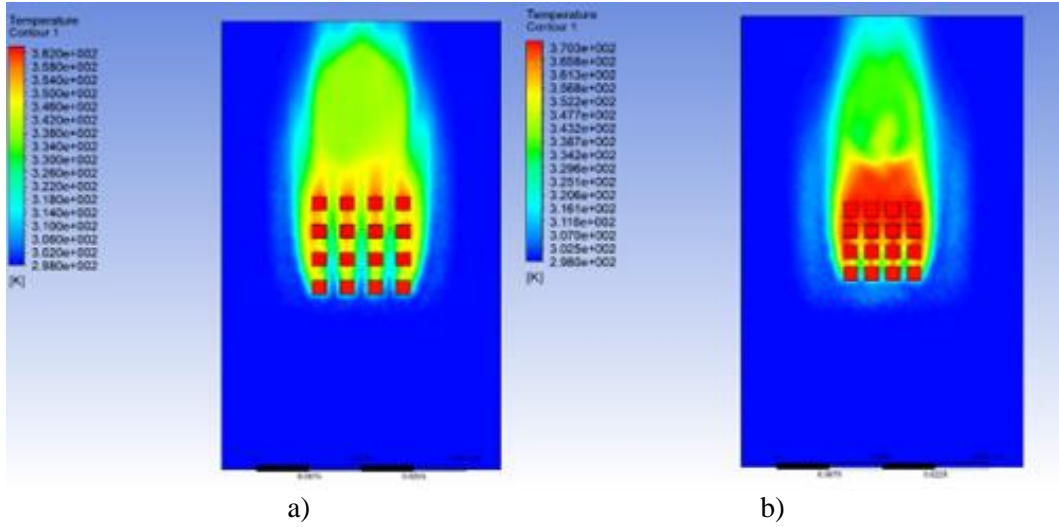 Temperature
Contour 1
3.620e+002
3.580e+002
3.540e+002
3.500e+002
3.460e+002
3.420e+002
3.380e+002
3.340e+002
3.300e+002
3.260e+002
3.220e+002
3.180e+002
3.140e+002
3.100e+002
3.060e+002
3.020e+002
2.980e+002
[K]
a)
Temperature
Contour 1
3.703e+002
3.658e+002
3.613e+002
3.568e+002
3.522e+002
3.477e+002
3.432e+002
3.387e+002
3.342e+002
3.296e+002
3.251e+002
3.206e+002
3.161e+002
3.116e+002
3.070e+002
3.025e+002
2.980e+002
[K]
b)